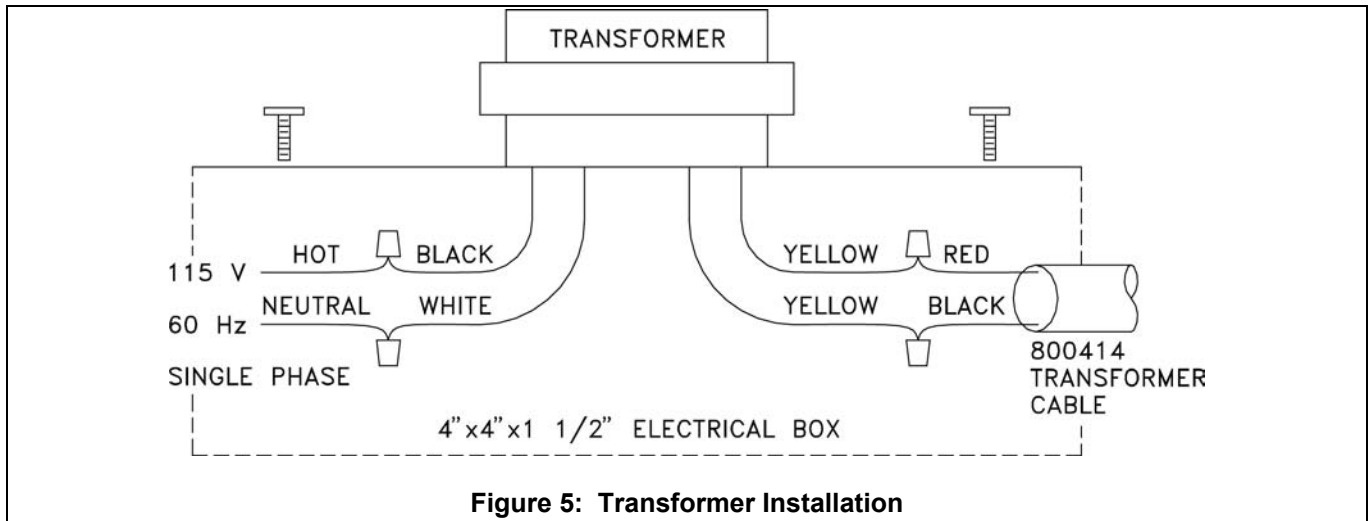 TRANSFORMER
HOT BLACK YELLOW RED
115 V
NEUTRAL WHITE YELLOW BLACK
60 Hz
SINGLE PHASE
800414
TRANSFORMER
CABLE
4"x4"x1 1/2" ELECTRICAL BOX
Figure 5: Transformer Installation